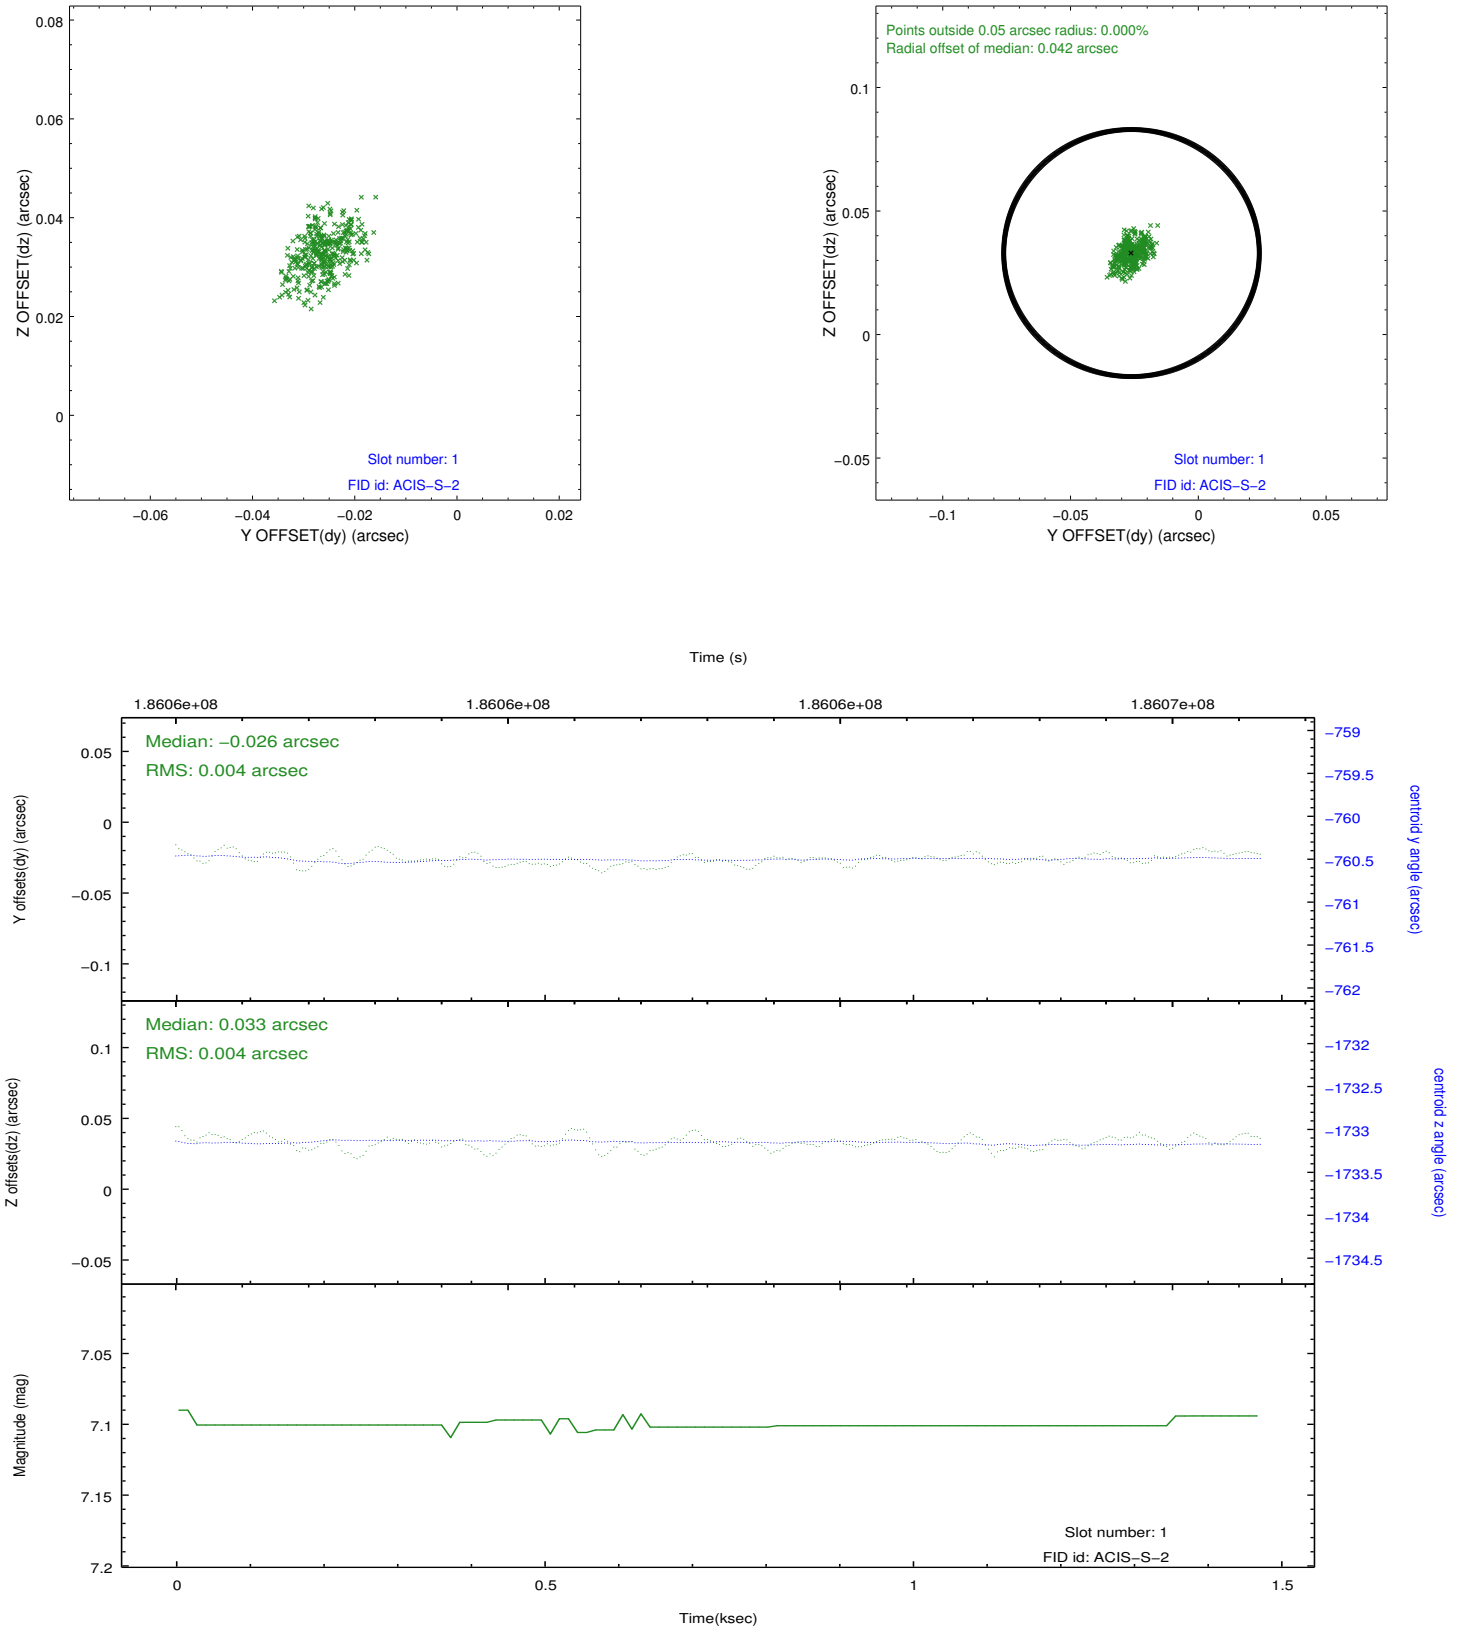 0.08
0.06
0.04
0.02
0
Z OFFSET(dz) (arcsec)
Slot number: 1
FID id: ACIS−S−2
−0.06 −0.04 −0.02 0 0.02
Y OFFSET(dy) (arcsec)
Points outside 0.05 arcsec radius: 0.000%
Radial offset of median: 0.042 arcsec
0.1
0.05
0
−0.05
Z OFFSET(dz) (arcsec)
Slot number: 1
FID id: ACIS−S−2
−0.1 −0.05 0 0.05
Y OFFSET(dy) (arcsec)
Time (s)
1.8606e+08 1.8606e+08 1.8606e+08 1.8607e+08
Median: −0.026 arcsec
RMS: 0.004 arcsec
0.05
0
−0.05
−0.1
Y offsets(dy) (arcsec)
−759
−759.5
−760
−760.5
−761
−761.5
−762
centroid y angle (arcsec)
Median: 0.033 arcsec
RMS: 0.004 arcsec
0.1
0.05
0
−0.05
Z offsets(dz) (arcsec)
−1732
−1732.5
−1733
−1733.5
−1734
−1734.5
centroid z angle (arcsec)
7.05
7.1
7.15
7.2
Magnitude (mag)
Slot number: 1
FID id: ACIS−S−2
0 0.5 1 1.5
Time(ksec)